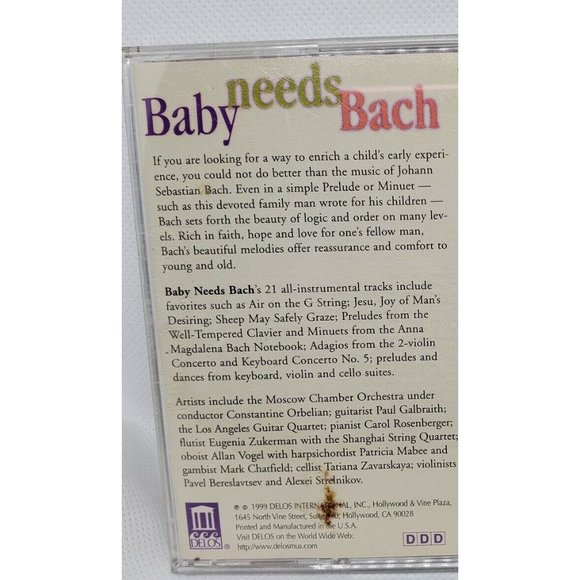 Baby needs Bach
If you are looking for a way to enrich a child's early experi-
ence, you could not do better than the music of Johann
Sebastian Bach. Even in a simple Prelude or Minuet —
such as this devoted family man wrote for his children —
Bach sets forth the beauty of logic and order on many lev-
els. Rich in faith, hope and love for one's fellow man,
Bach's beautiful melodies offer reassurance and comfort to
young and old.
Baby Needs Bach's 21 all-instrumental tracks include
favorites such as Air on the G String; Jesu, Joy of Man's
Desiring; Sheep May Safely Graze; Preludes from the
Well-Tempered Clavier and Minuets from the Anna
Magdalena Bach Notebook; Adagios from the 2-violin
Concerto and Keyboard Concerto No. 5; preludes and
dances from keyboard, violin and cello suites.
Artists include the Moscow Chamber Orchestra under
conductor Constantine Orbelian; guitarist Paul Galbraith;
the Los Angeles Guitar Quartet; pianist Carol Rosenberger;
flutist Eugenia Zukerman with the Shanghai String Quartet;
oboist Allan Vogel with harpsichordist Patricia Mabee and
gambist Mark Chatfield; cellist Tatiana Zavarskaya; violinists
Pavel Bereslavtsev and Alexei Strelnikov.
℗ © 1999 DELOS INTERNATIONAL, INC., Hollywood & Vine Plaza,
1645 North Vine Street, Hollywood, CA 90028
Printed and Manufactured in the U.S.A.
Visit DELOS on the World Wide Web:
http://www.delosmus.com
DELOS ®
DDD